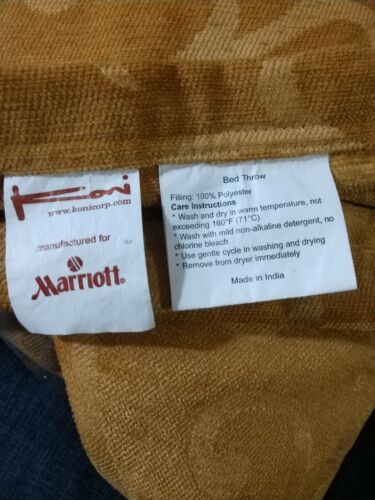 Koni
www.konicorp.com
manufactured for
Marriott
Bed Throw
Filling: 100% Polyester
Care Instructions
* Wash and dry in warm temperature, not
exceeding 160°F (71°C)
* Wash with mild non-alkaline detergent, no
chlorine bleach
* Use gentle cycle in washing and drying
* Remove from dryer immediately
Made in India